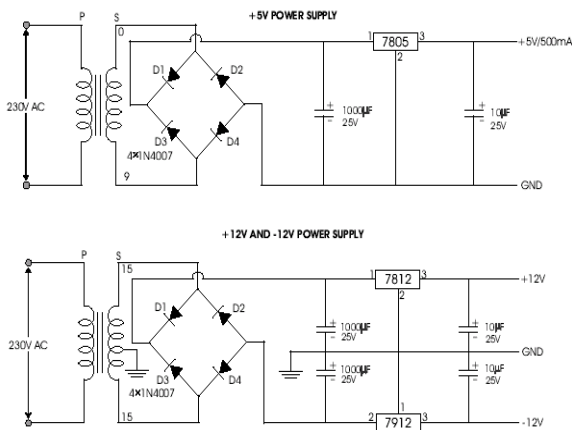 +5V POWER SUPPLY
P S
0
1 7805 3
+5V/500mA
2
D1 D2
230V AC
1000µF
25V
10µF
25V
D3 D4
4×1N4007
9
GND
+12V AND -12V POWER SUPPLY
P S
15
1 7812 3
+12V
2
D1 D2
1000µF
25V
10µF
25V
230V AC
GND
D3 D4
1000µF
25V
10µF
25V
4×1N4007
1
15
2 7912 3
-12V